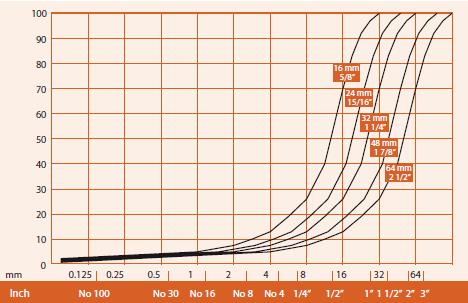 100
90
80
70
60
50
40
30
20
10
0
16 mm
5/8"
24 mm
15/16"
32 mm
1 1/4"
48 mm
1 7/8"
64 mm
2 1/2"
mm 0.125 0.25 0.5 1 2 4 8 16 32 64
Inch No 100 No 30 No 16 No 8 No 4 1/4" 1/2" 1" 1 1/2" 2" 3"